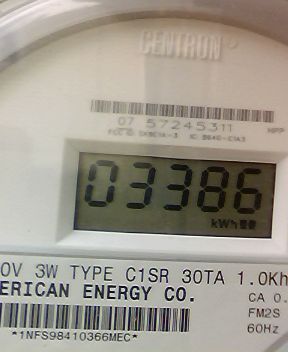 CENTRON®
07 57245311
HPP
03386
kWh
0V 3W TYPE C1SR 30TA 1.0Kh
ERICAN ENERGY CO.
CA 0.
FM2S
60Hz
*1NFS98410366MEC*